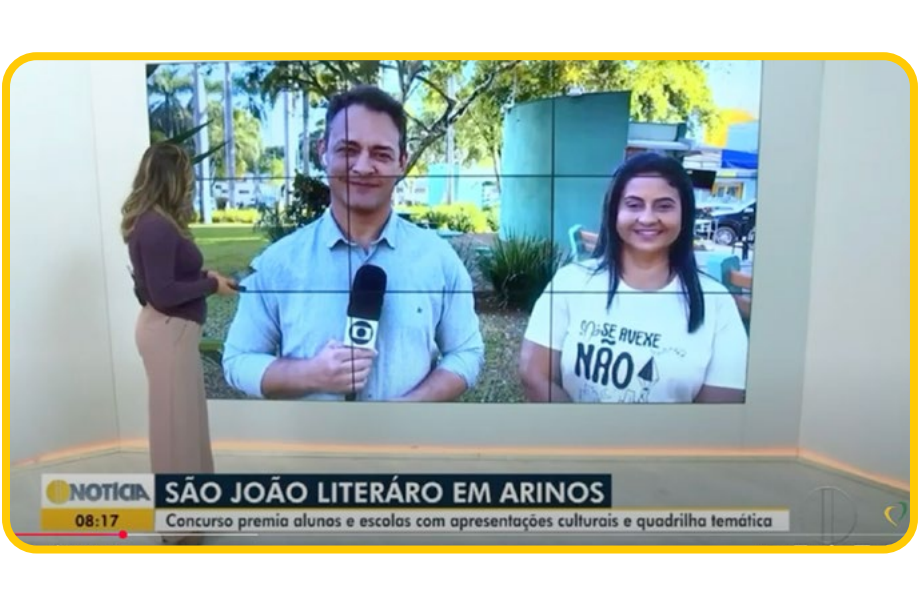 SE AVEXE
NÃO
NOTÍCIA
SÃO JOÃO LITERÁRO EM ARINOS
08:17
Concurso premia alunos e escolas com apresentações culturais e quadrilha temática